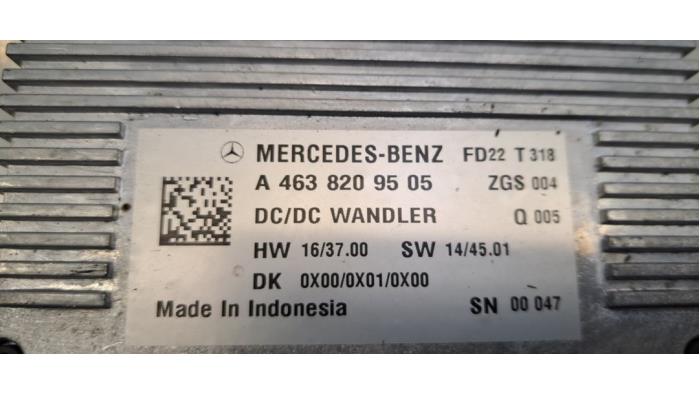 MERCEDES-BENZ FD22 T 318
A 463 820 95 05 ZGS 004
DC/DC WANDLER Q 005
HW 16/37.00 SW 14/45.01
DK 0X00/0X01/0X00
Made In Indonesia SN 00 047